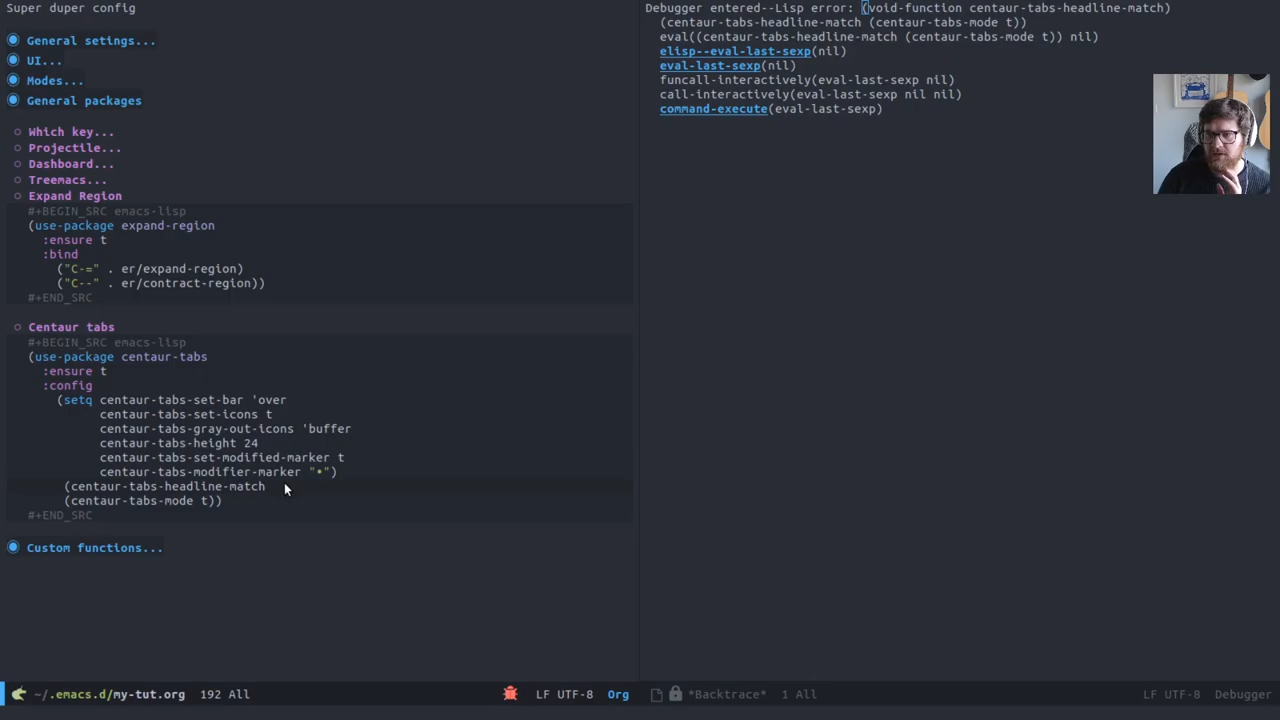 Super duper config
General setings...
UI...
Modes...
General packages
Which key...
Projectile...
Dashboard...
Treemacs...
Expand Region
#+BEGIN_SRC emacs-lisp
(use-package expand-region
:ensure t
:bind
("C-=" . er/expand-region)
("C--" . er/contract-region))
#+END_SRC
Centaur tabs
#+BEGIN_SRC emacs-lisp
(use-package centaur-tabs
:ensure t
:config
(setq centaur-tabs-set-bar 'over
centaur-tabs-set-icons t
centaur-tabs-gray-out-icons 'buffer
centaur-tabs-height 24
centaur-tabs-set-modified-marker t
centaur-tabs-modifier-marker "•")
(centaur-tabs-headline-match
(centaur-tabs-mode t))
#+END_SRC
Custom functions...
~/.emacs.d/my-tut.org 192 All LF UTF-8 Org
Debugger entered--Lisp error: (void-function centaur-tabs-headline-match)
(centaur-tabs-headline-match (centaur-tabs-mode t))
eval((centaur-tabs-headline-match (centaur-tabs-mode t)) nil)
elisp--eval-last-sexp(nil)
eval-last-sexp(nil)
funcall-interactively(eval-last-sexp nil)
call-interactively(eval-last-sexp nil nil)
command-execute(eval-last-sexp)
*Backtrace* 1 All LF UTF-8 Debugger